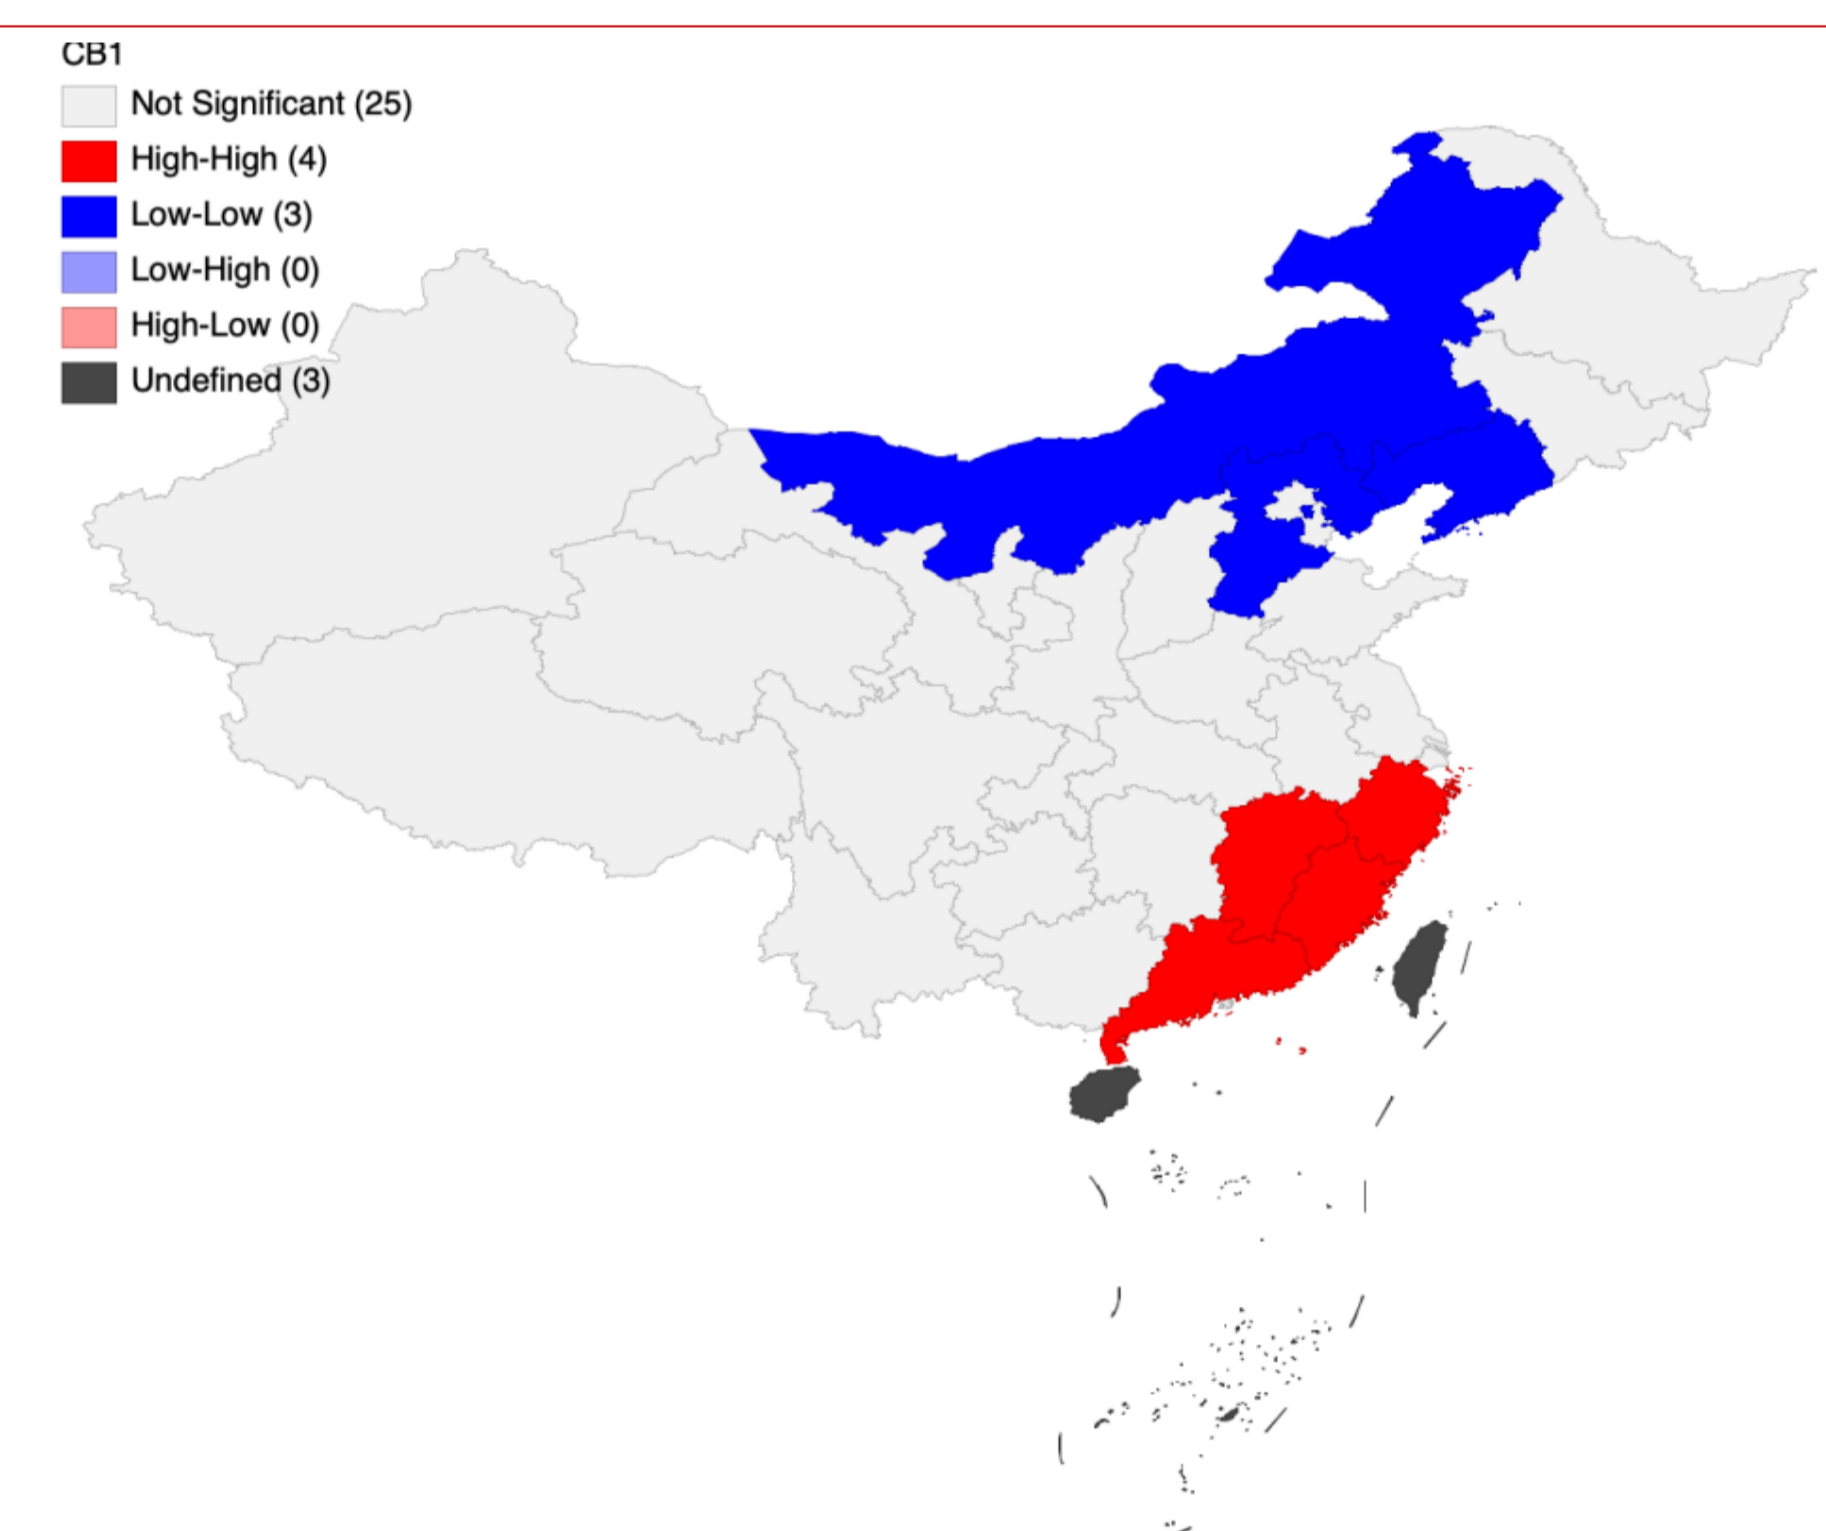 CB1
Not Significant (25)
High-High (4)
Low-Low (3)
Low-High (0)
High-Low (0)
Undefined (3)